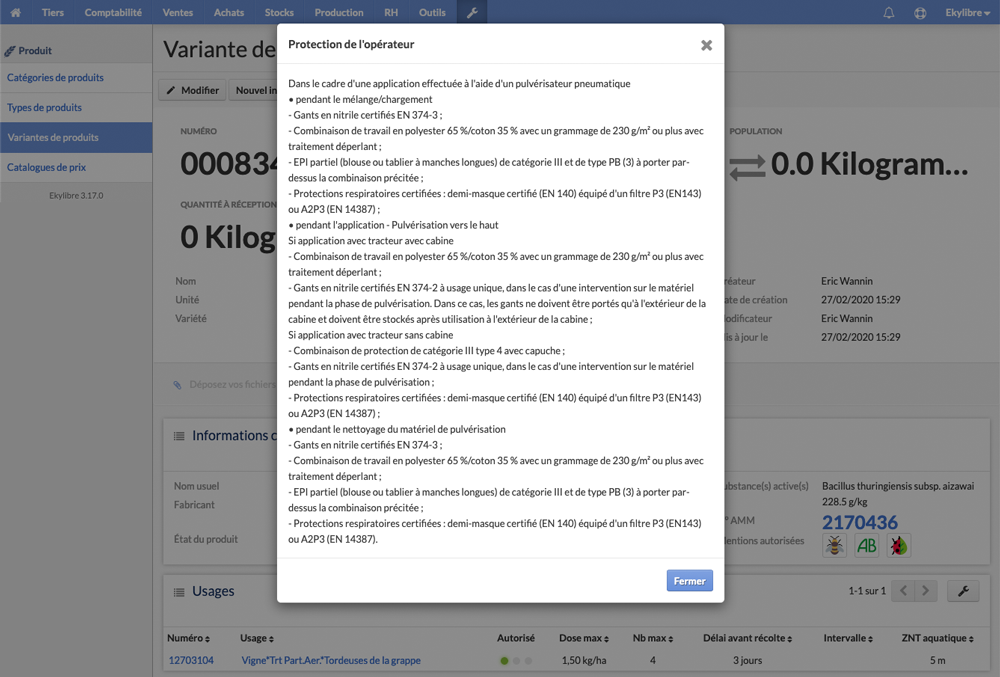 Tiers Comptabilité Ventes Achats Stocks Production RH Outils Ekylibre
Produit
Catégories de produits
Types de produits
Variantes de produits
Catalogues de prix
Ekylibre 3.17.0
Variante de
Modifier
Nouvel in
NUMÉRO
000834
POPULATION
0.0 Kilogram...
QUANTITÉ À RÉCEPTION
0 Kilog
Nom
Unité
Variété
Eric Wannin
ate de création 27/02/2020 15:29
Eric Wannin
is à jour le 27/02/2020 15:29
Déposez vos fichiers
Protection de l'opérateur
Dans le cadre d'une application effectuée à l'aide d'un pulvérisateur pneumatique
• pendant le mélange/chargement
- Gants en nitrile certifiés EN 374-3 ;
- Combinaison de travail en polyester 65 %/coton 35 % avec un grammage de 230 g/m² ou plus avec
traitement déperlant ;
- EPI partiel (blouse ou tablier à manches longues) de catégorie III et de type PB (3) à porter par-
dessus la combinaison précitée ;
- Protections respiratoires certifiées : demi-masque certifié (EN 140) équipé d'un filtre P3 (EN143)
ou A2P3 (EN 14387) ;
• pendant l'application - Pulvérisation vers le haut
Si application avec tracteur avec cabine
- Combinaison de travail en polyester 65 %/coton 35 % avec un grammage de 230 g/m² ou plus avec
traitement déperlant ;
- Gants en nitrile certifiés EN 374-2 à usage unique, dans le cas d'une intervention sur le matériel
pendant la phase de pulvérisation. Dans ce cas, les gants ne doivent être portés qu'à l'extérieur de la
cabine et doivent être stockés après utilisation à l'extérieur de la cabine ;
Si application avec tracteur sans cabine
- Combinaison de protection de catégorie III type 4 avec capuche ;
- Gants en nitrile certifiés EN 374-2 à usage unique, dans le cas d'une intervention sur le matériel
pendant la phase de pulvérisation ;
- Protections respiratoires certifiées : demi-masque certifié (EN 140) équipé d'un filtre P3 (EN143)
ou A2P3 (EN 14387) ;
• pendant le nettoyage du matériel de pulvérisation
- Gants en nitrile certifiés EN 374-3 ;
- Combinaison de travail en polyester 65 %/coton 35 % avec un grammage de 230 g/m² ou plus avec
traitement déperlant ;
- EPI partiel (blouse ou tablier à manches longues) de catégorie III et de type PB (3) à porter par-
dessus la combinaison précitée ;
- Protections respiratoires certifiées : demi-masque certifié (EN 140) équipé d'un filtre P3 (EN143)
ou A2P3 (EN 14387).
Fermer
Informations c
Nom usuel
Fabricant
État du produit
ubstance(s) active(s) Bacillus thuringiensis subsp. aizawai
228.5 g/kg
° AMM 2170436
entions autorisées AB
Usages
1-1 sur 1
Numéro Usage Autorisé Dose max Nb max Délai avant récolte Intervalle ZNT aquatique
12703104 Vigne*Trt Part.Aer.*Tordeuses de la grappe 1,50 kg/ha 4 3 jours 5 m